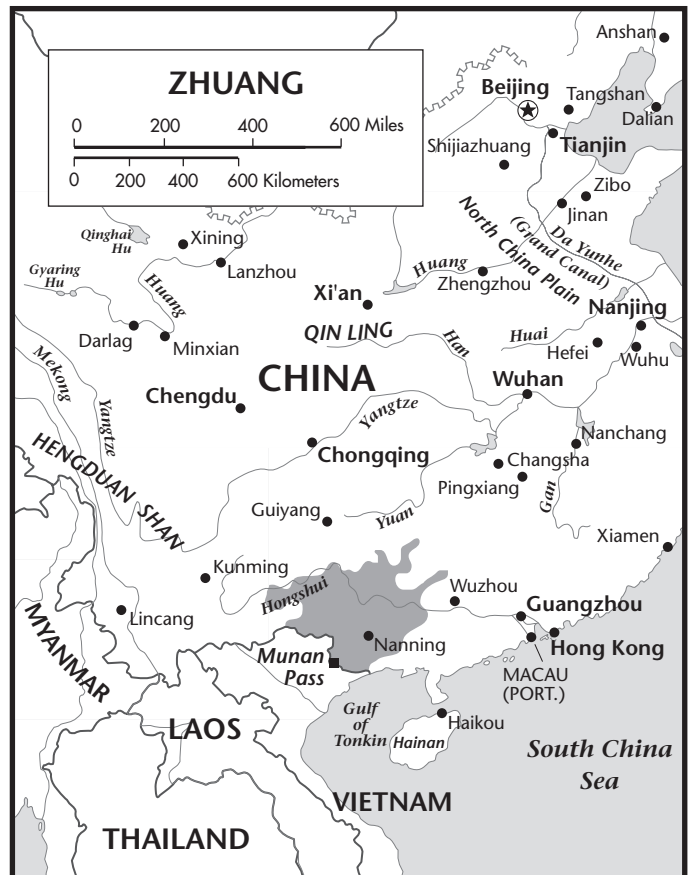 ZHUANG
0 200 400 600 Miles
0 200 400 600 Kilometers
Anshan
Beijing
Tangshan
Dalian
Tianjin
Shijiazhuang
Zibo
Jinan
Qinghai
Hu
Xining
Lanzhou
Gyaring
Hu
Huang
Huang
Zhengzhou
North China Plain
Da Yunhe
(Grand Canal)
Xi'an
Nanjing
Darlag
Minxian
QIN LING
Han
Huai
Hefei
Wuhu
Mekong
Yangtze
CHINA
Chengdu
Wuhan
Yangtze
Chongqing
Nanchang
Changsha
Pingxiang
Gan
HENGDUAN SHAN
Guiyang
Yuan
Xiamen
Kunming
Hongshui
Wuzhou
Guangzhou
Lincang
Nanning
Hong Kong
MYANMAR
Munan
Pass
MACAU
(PORT.)
LAOS
Gulf
of
Tonkin
Haikou
Hainan
South China
Sea
VIETNAM
THAILAND